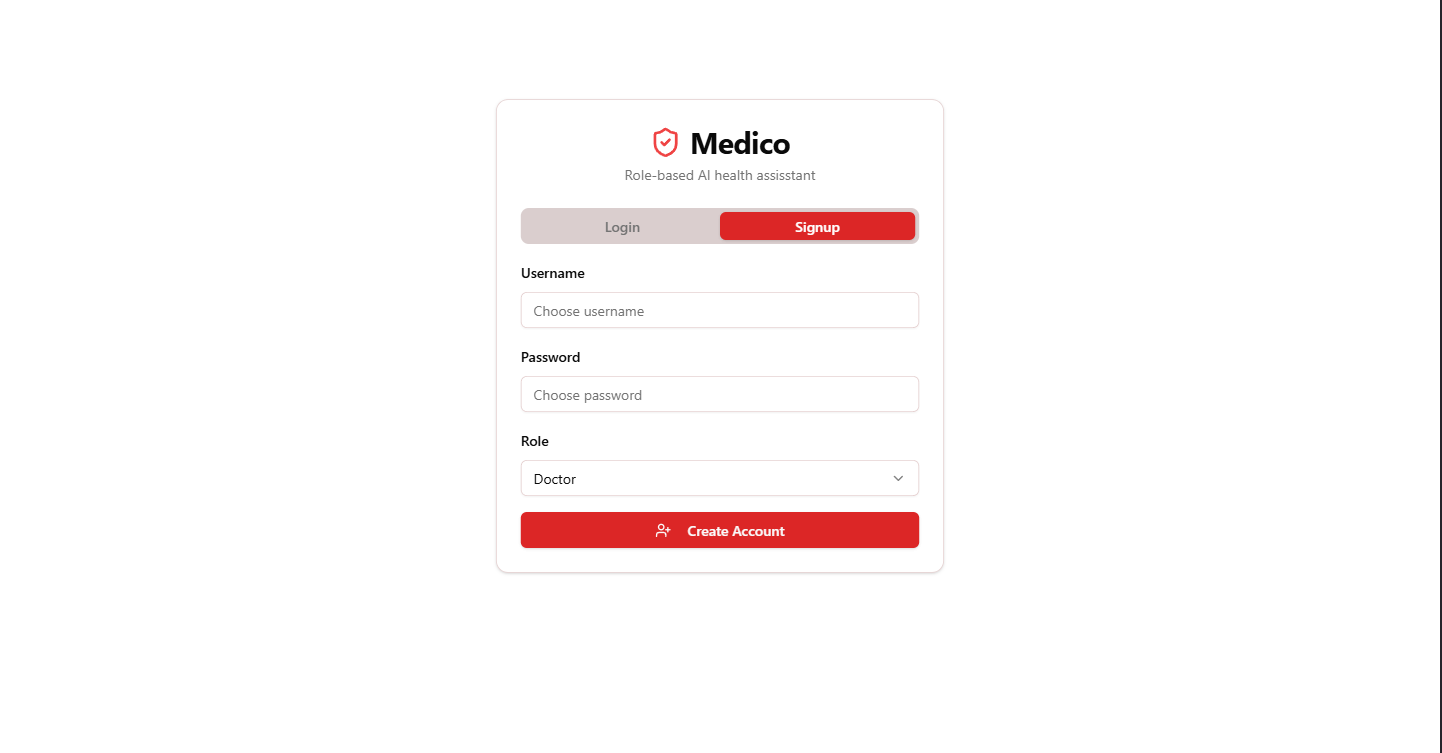 Medico
Role-based AI health assisstant
Login
Signup
Username
Choose username
Password
Choose password
Role
Doctor
Create Account